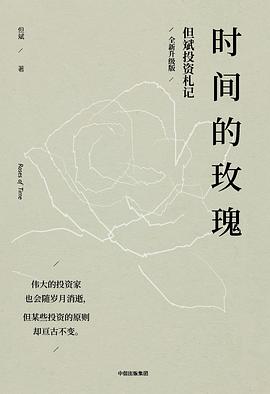 时间的玫瑰
但斌投资札记
/ 全新升级版 /
但斌 / 著
Roses of Time
/
伟大的投资家
也会随岁月消逝,
但某些投资的原则
却亘古不变。
/
中信出版集团